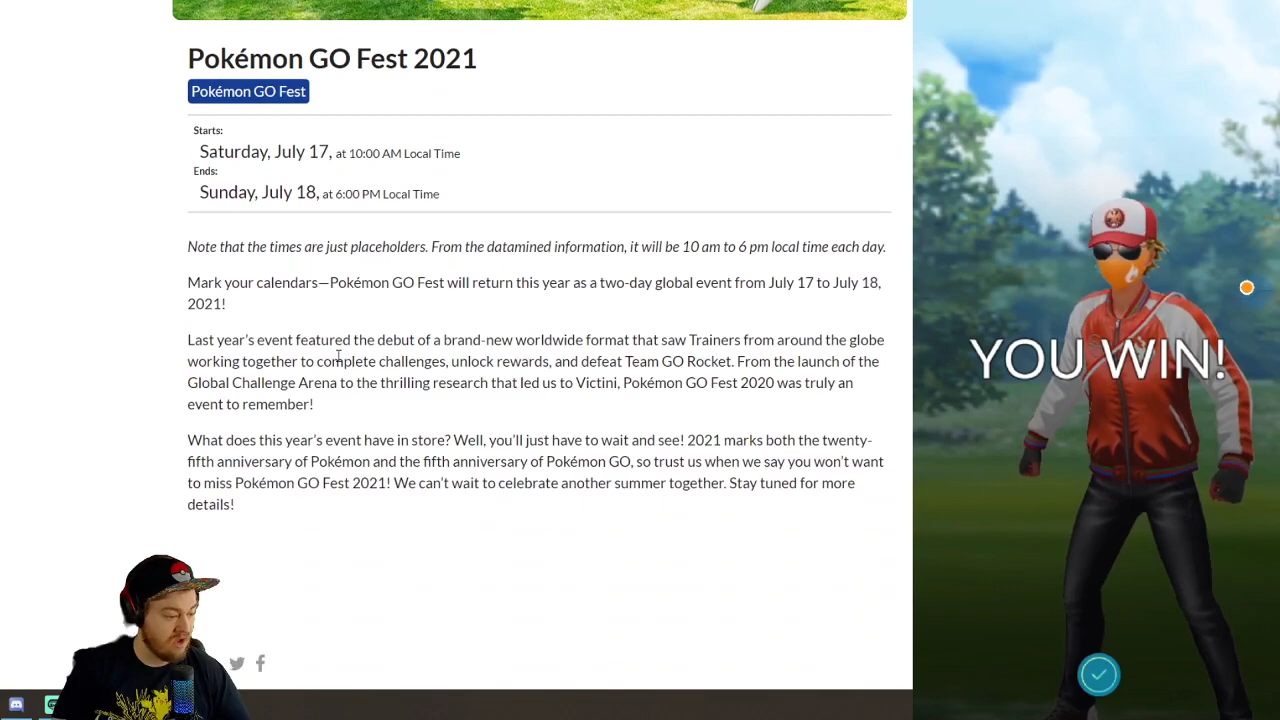 Pokémon GO Fest 2021
Pokémon GO Fest
Starts:
Saturday, July 17, at 10:00 AM Local Time
Ends:
Sunday, July 18, at 6:00 PM Local Time
Note that the times are just placeholders. From the datamined information, it will be 10 am to 6 pm local time each day.
Mark your calendars—Pokémon GO Fest will return this year as a two-day global event from July 17 to July 18,
2021!
Last year's event featured the debut of a brand-new worldwide format that saw Trainers from around the globe
working together to complete challenges, unlock rewards, and defeat Team GO Rocket. From the launch of the
Global Challenge Arena to the thrilling research that led us to Victini, Pokémon GO Fest 2020 was truly an
event to remember!
What does this year's event have in store? Well, you'll just have to wait and see! 2021 marks both the twenty-
fifth anniversary of Pokémon and the fifth anniversary of Pokémon GO, so trust us when we say you won't want
to miss Pokémon GO Fest 2021! We can't wait to celebrate another summer together. Stay tuned for more
details!
YOU WIN!